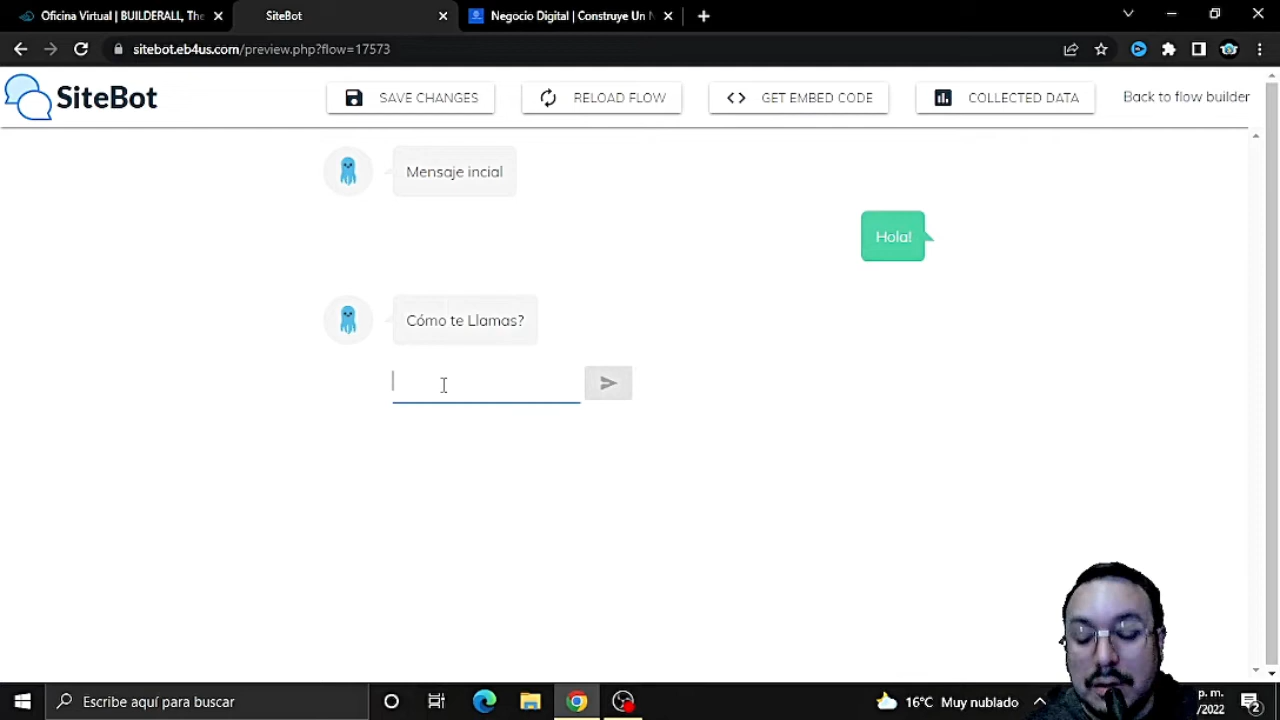 Oficina Virtual | BUILDERALL, The
SiteBot
Negocio Digital | Construye Un N
sitebot.eb4us.com/preview.php?flow=17573
SiteBot
SAVE CHANGES
RELOAD FLOW
GET EMBED CODE
COLLECTED DATA
Back to flow builder
Mensaje incial
Hola!
Cómo te Llamas?
Escribe aquí para buscar
16°C Muy nublado
p. m.
/2022
2